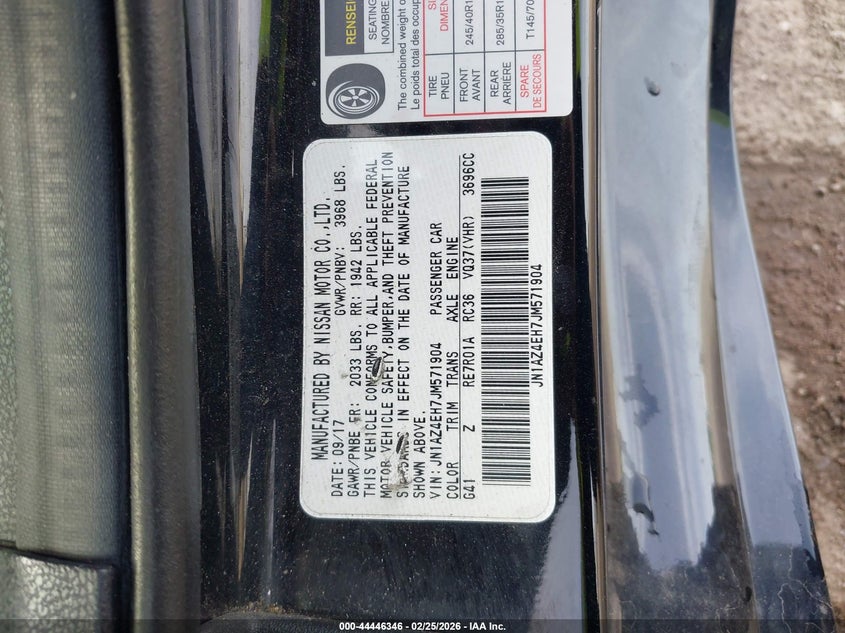 RENSEI
SEATING
NOMBRE
The combined weight of
Le poids total des occup
TIRE
PNEU
DIMEN
FRONT
AVANT
245/40R1
REAR
ARRIÈRE
285/35R1
SPARE
DE SECOURS
T145/70
MANUFACTURED BY NISSAN MOTOR CO.,LTD.
DATE: 09/17 GVWR/PNBV: 3968 LBS.
GAWR/PNBE FR: 2033 LBS. RR: 1942 LBS.
THIS VEHICLE CONFORMS TO ALL APPLICABLE FEDERAL
MOTOR VEHICLE SAFETY,BUMPER,AND THEFT PREVENTION
IN EFFECT ON THE DATE OF MANUFACTURE
SHOWN ABOVE.
VIN:JN1AZ4EH7JM571904 PASSENGER CAR
COLOR TRIM TRANS AXLE ENGINE
G41 Z RE7R01A RC36 VQ37(VHR) 3696CC
JN1AZ4EH7JM571904
000-44446346 - 02/25/2026 - IAA Inc.